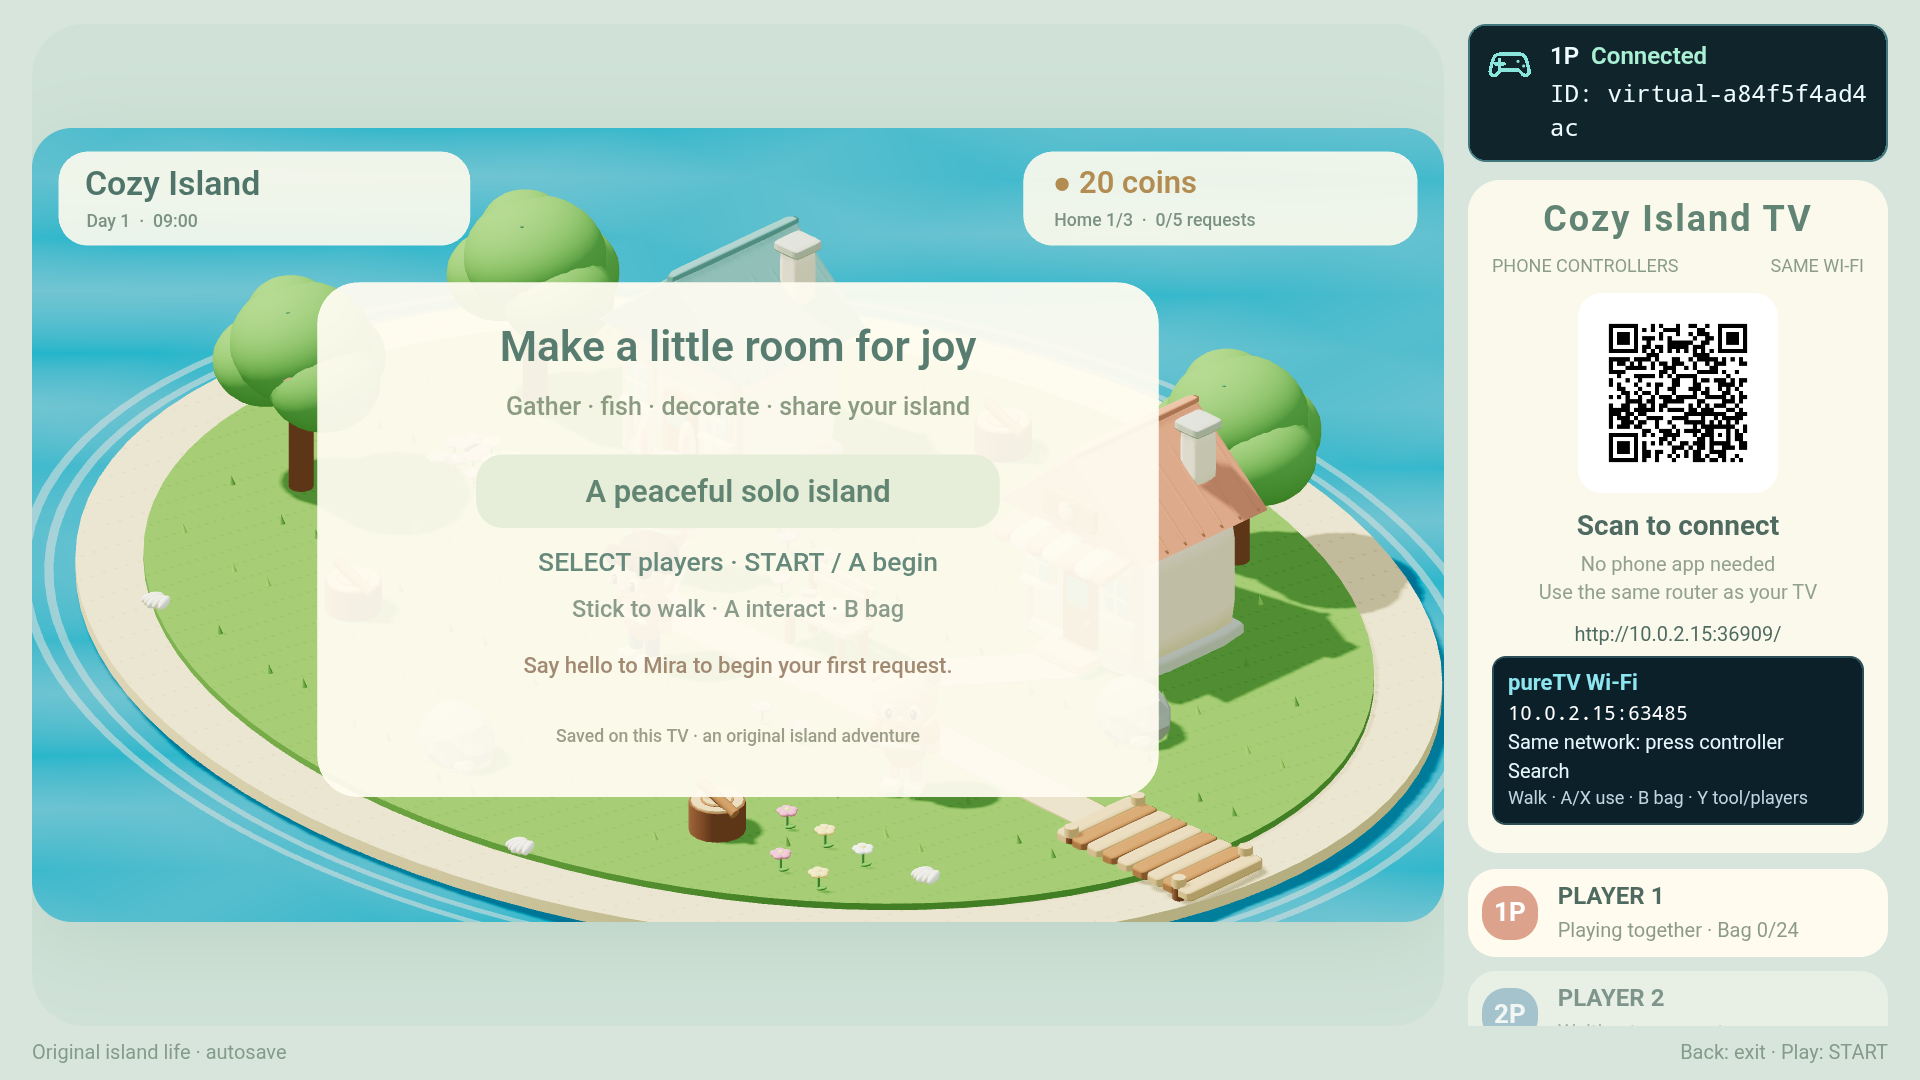 Cozy Island
Day 1 · 09:00
20 coins
Home 1/3 · 0/5 requests
Make a little room for joy
Gather · fish · decorate · share your island
A peaceful solo island
SELECT players · START / A begin
Stick to walk · A interact · B bag
Say hello to Mira to begin your first request.
Saved on this TV · an original island adventure
1P Connected
ID: virtual-a84f5f4ad4
ac
Cozy Island TV
PHONE CONTROLLERS SAME WI-FI
Scan to connect
No phone app needed
Use the same router as your TV
http://10.0.2.15:36909/
pureTV Wi-Fi
10.0.2.15:63485
Same network: press controller
Search
Walk · A/X use · B bag · Y tool/players
1P PLAYER 1
Playing together · Bag 0/24
2P PLAYER 2
Original island life · autosave
Back: exit · Play: START